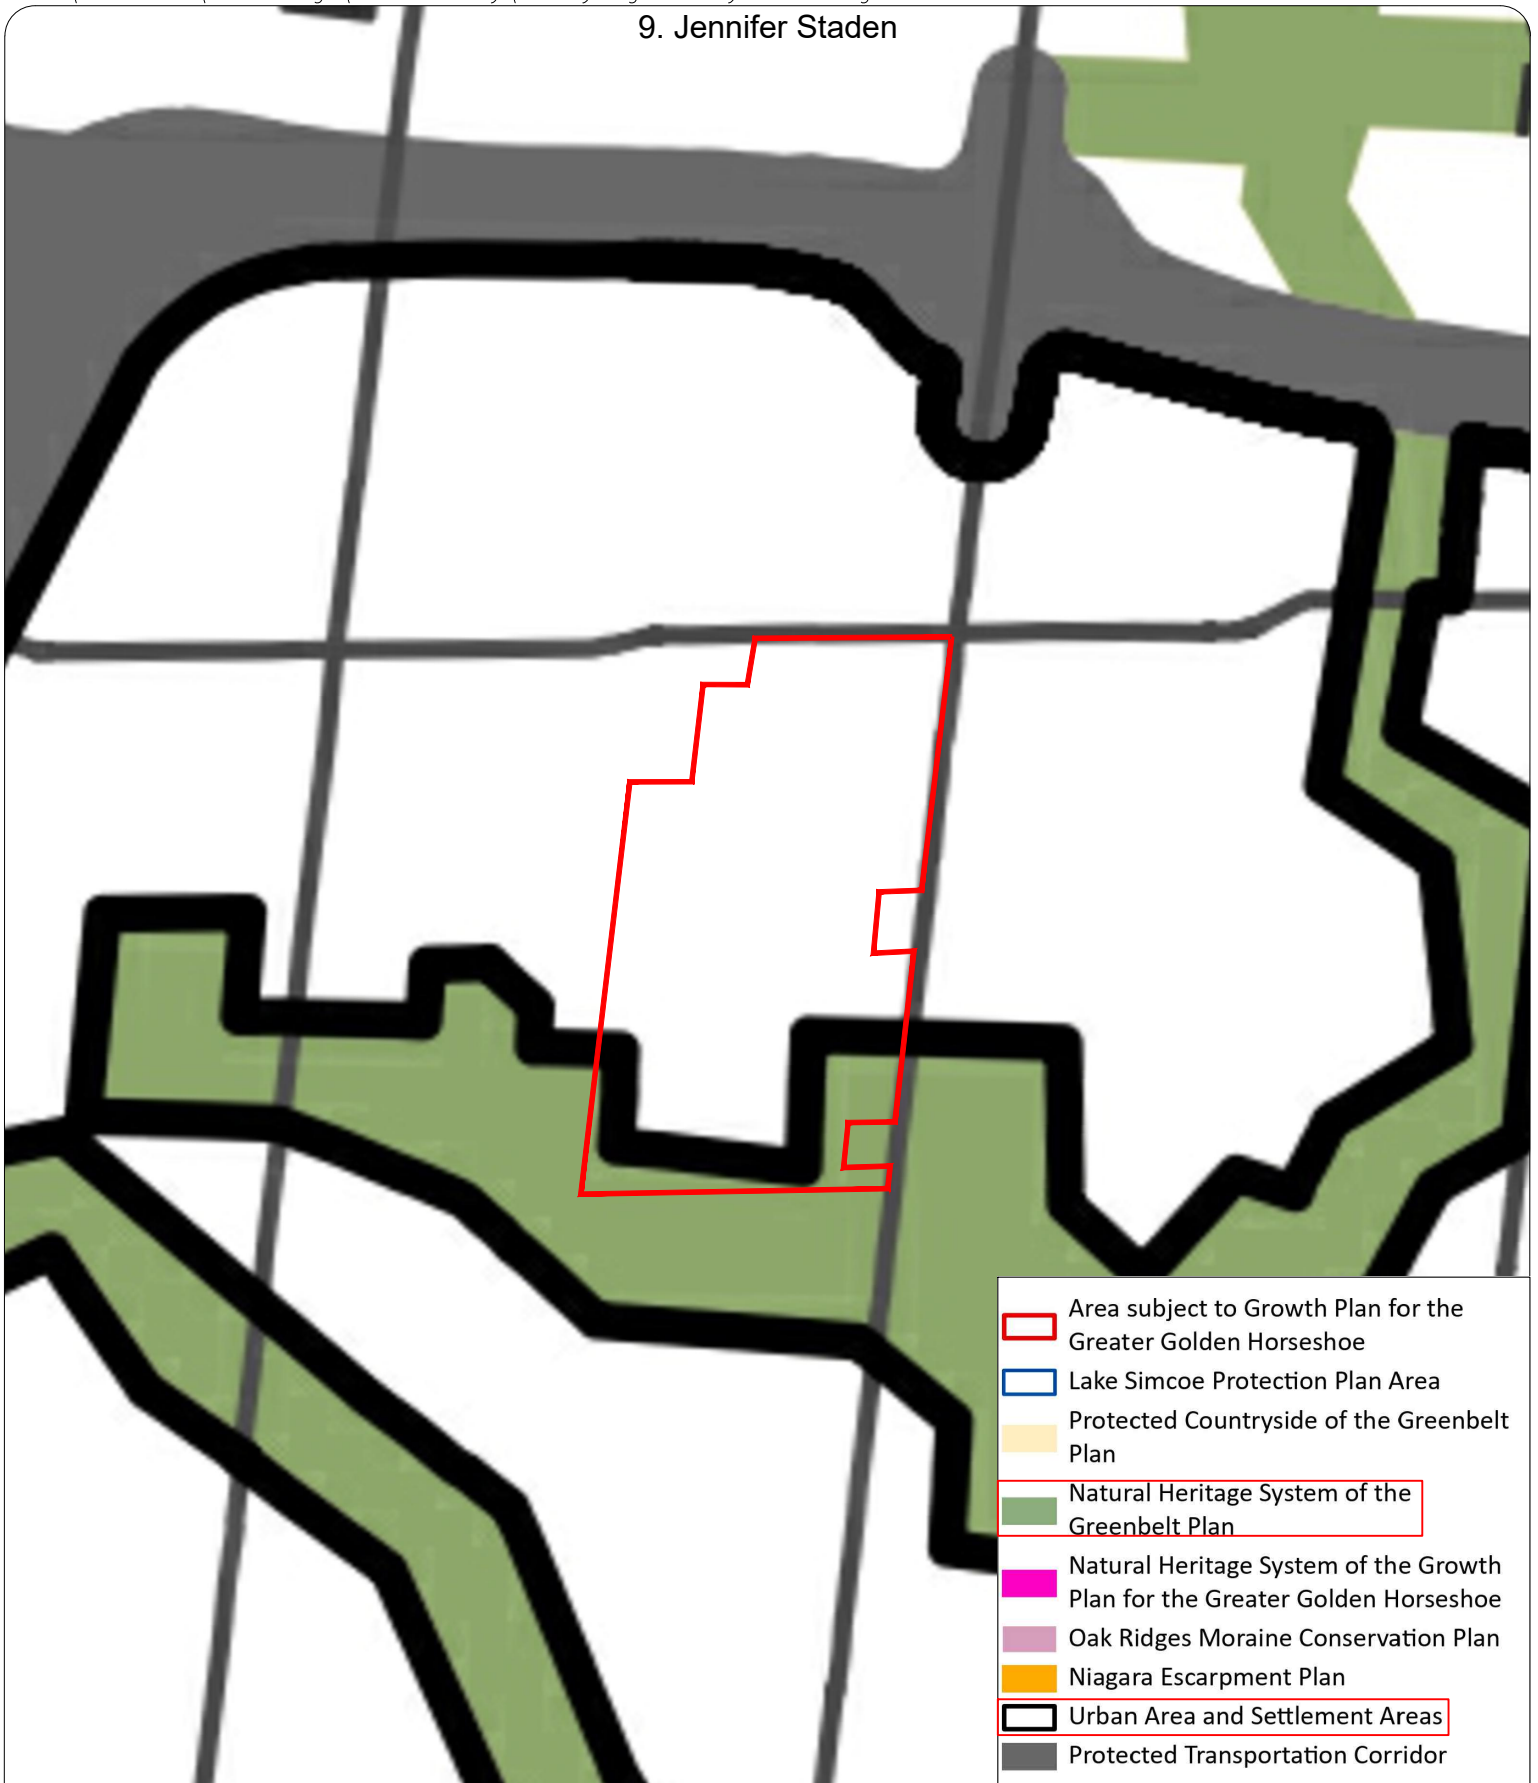 9. Jennifer Staden
Area subject to Growth Plan for the
Greater Golden Horseshoe
Lake Simcoe Protection Plan Area
Protected Countryside of the Greenbelt
Plan
Natural Heritage System of the
Greenbelt Plan
Natural Heritage System of the Growth
Plan for the Greater Golden Horseshoe
Oak Ridges Moraine Conservation Plan
Niagara Escarpment Plan
Urban Area and Settlement Areas
Protected Transportation Corridor